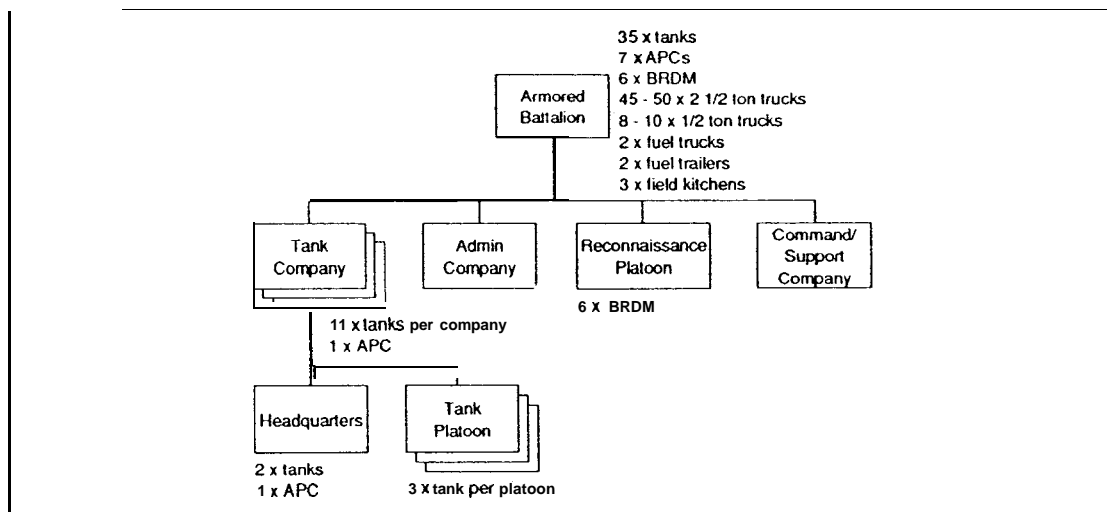 35 x tanks
7 x APCs
6 x BRDM
45 - 50 x 2 1/2 ton trucks
8 - 10 x 1/2 ton trucks
2 x fuel trucks
2 x fuel trailers
3 x field kitchens
Armored
Battalion
Tank
Company
Admin
Company
Reconnaissance
Platoon
Command/
Support
Company
6 x BRDM
11 x tanks per company
1 x APC
Headquarters
Tank
Platoon
2 x tanks
1 x APC
3 x tank per platoon